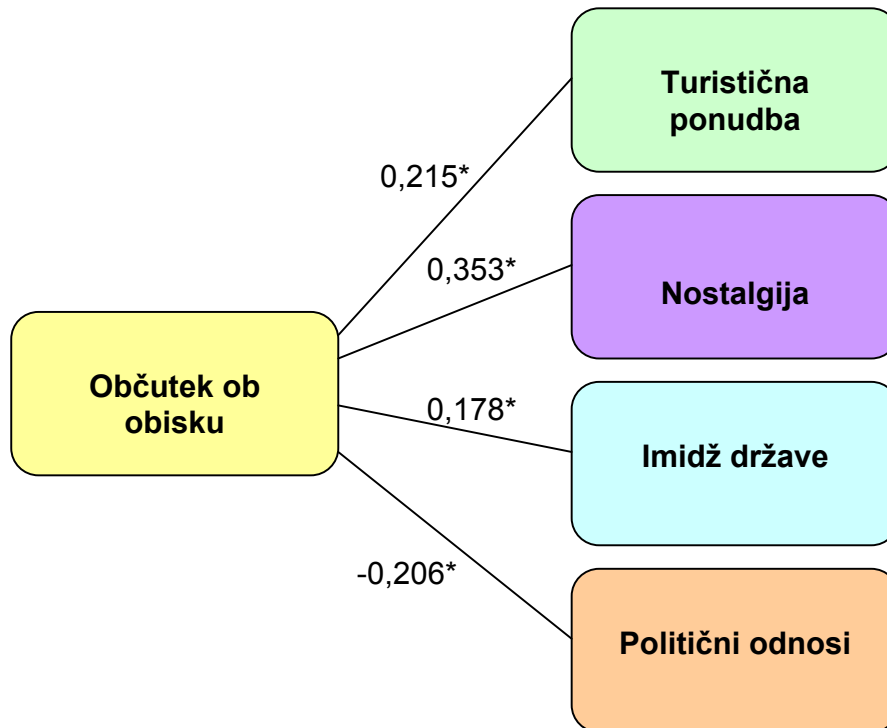 Turistična
ponudba
0,215*
0,353*
Nostalgija
Občutek ob
obisku
0,178*
Imidž države
-0,206*
Politični odnosi